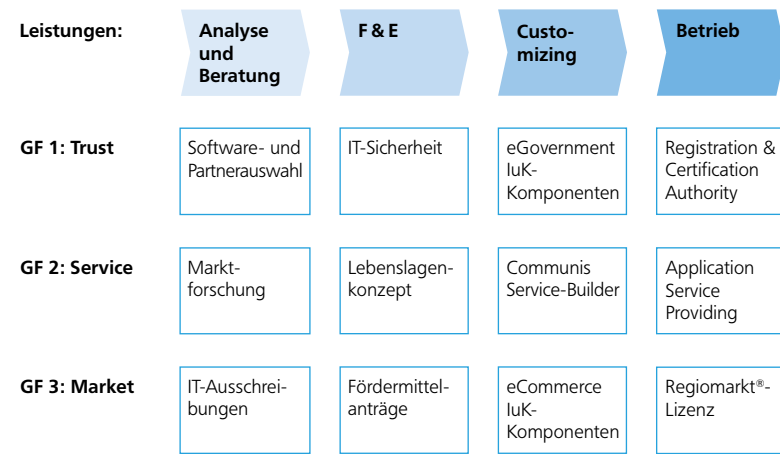 Leistungen:
Analyse
und
Beratung
F & E
Custo-
mizing
Betrieb
GF 1: Trust
Software- und
Partnerauswahl
IT-Sicherheit
eGovernment
IuK-
Komponenten
Registration &
Certification
Authority
GF 2: Service
Markt-
forschung
Lebenslagen-
konzept
Communis
Service-Builder
Application
Service
Providing
GF 3: Market
IT-Ausschrei-
bungen
Fördermittel-
anträge
eCommerce
IuK-
Komponenten
Regiomarkt®-
Lizenz